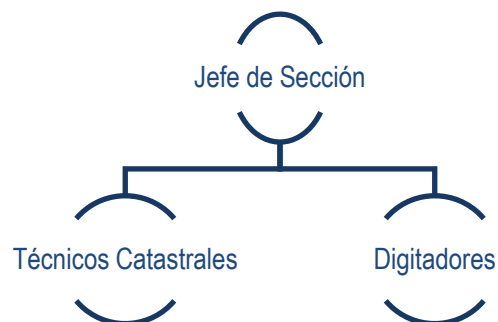 Jefe de Sección
Técnicos Catastrales
Digitadores